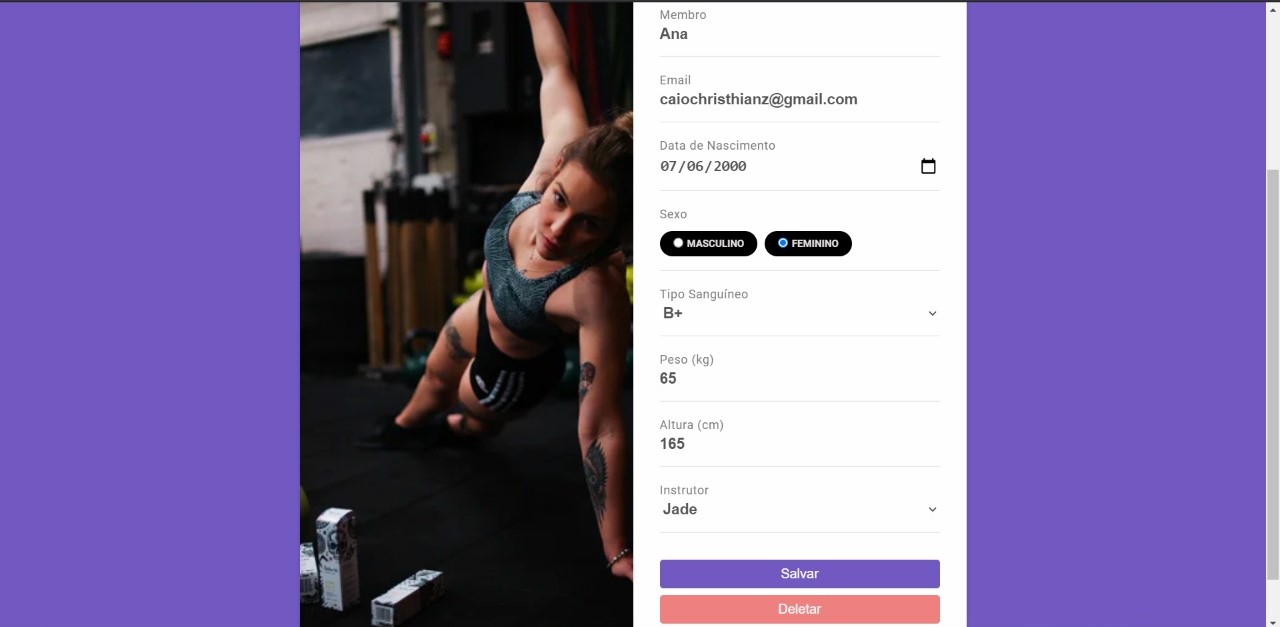 Membro
Ana
Email
caiochristhianz@gmail.com
Data de Nascimento
07/06/2000
Sexo
MASCULINO FEMININO
Tipo Sanguíneo
B+
Peso (kg)
65
Altura (cm)
165
Instrutor
Jade
Salvar
Deletar